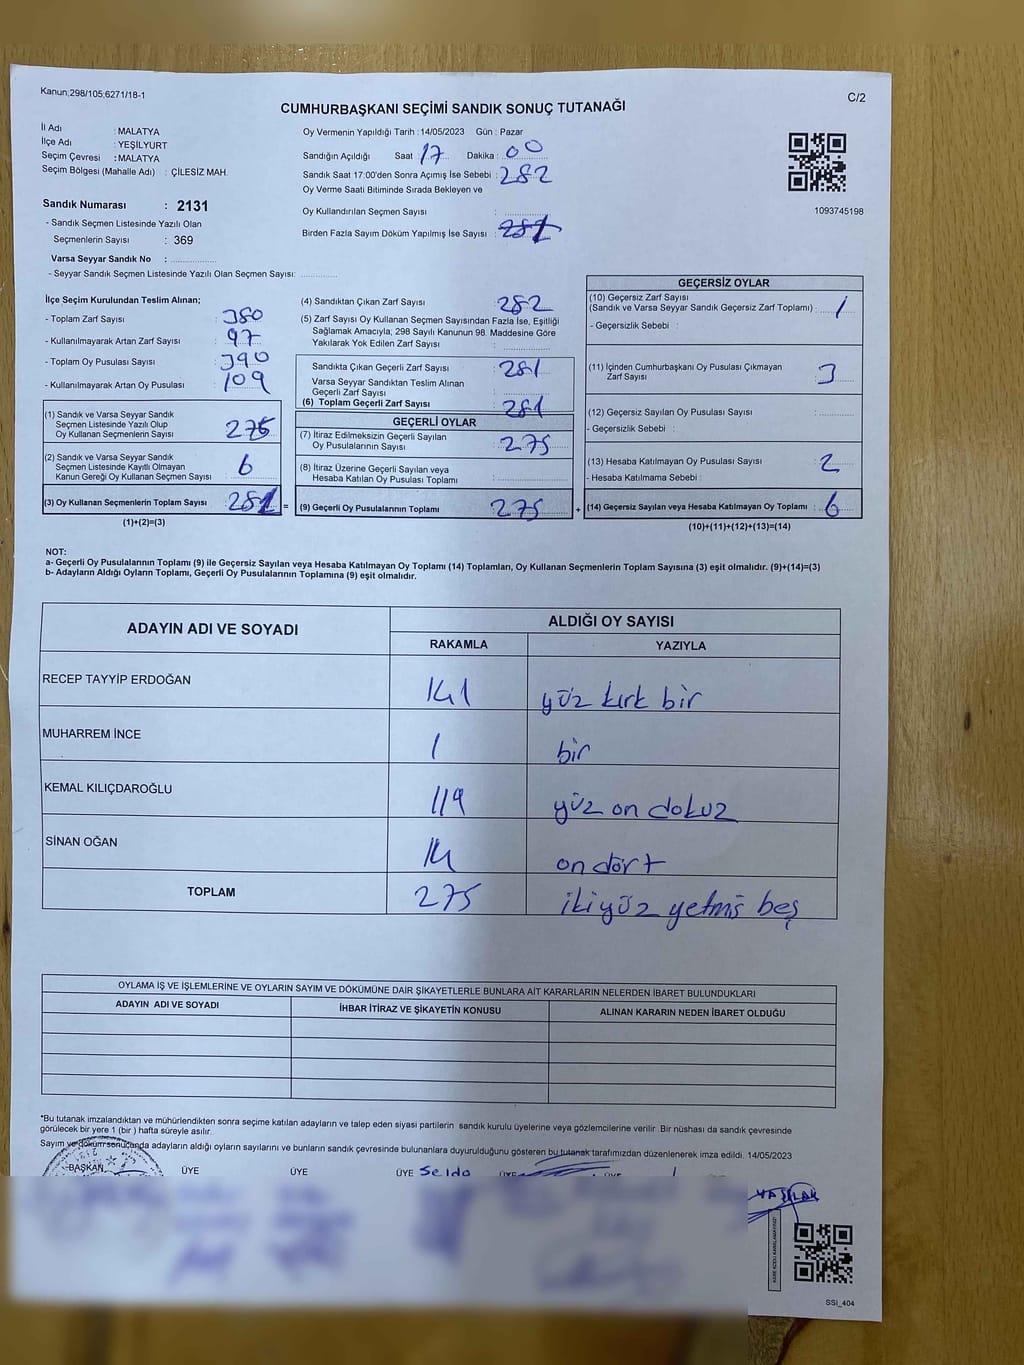 Kanun;298/105;6271/18-1
C/2
CUMHURBAŞKANI SEÇİMİ SANDIK SONUÇ TUTANAĞI
İl Adı : MALATYA
İlçe Adı : YEŞİLYURT
Seçim Çevresi : MALATYA
Seçim Bölgesi (Mahalle Adı) : ÇİLESİZ MAH.
Sandık Numarası : 2131
- Sandık Seçmen Listesinde Yazılı Olan
Seçmenlerin Sayısı : 369
Varsa Seyyar Sandık No :
- Seyyar Sandık Seçmen Listesinde Yazılı Olan Seçmen Sayısı:
Oy Vermenin Yapıldığı Tarih : 14/05/2023 Gün : Pazar
Sandığın Açıldığı Saat : 17 Dakika : 00
Sandık Saat 17:00'den Sonra Açımış İse Sebebi : 282
Oy Verme Saati Bitiminde Sırada Bekleyen ve
Oy Kullandırılan Seçmen Sayısı :
Birden Fazla Sayım Döküm Yapılmış İse Sayısı :
1093745198
İlçe Seçim Kurulundan Teslim Alınan;
- Toplam Zarf Sayısı : 380
- Kullanılmayarak Artan Zarf Sayısı : 97
- Toplam Oy Pusulası Sayısı : 390
- Kullanılmayarak Artan Oy Pusulası : 109
(1) Sandık ve Varsa Seyyar Sandık
Seçmen Listesinde Yazılı Olup
Oy Kullanan Seçmenlerin Sayısı : 275
(2) Sandık ve Varsa Seyyar Sandık
Seçmen Listesinde Kayıtlı Olmayan
Kanun Gereği Oy Kullanan Seçmen Sayısı : 6
(3) Oy Kullanan Seçmenlerin Toplam Sayısı : 281 =
(1)+(2)=(3)
(4) Sandıktan Çıkan Zarf Sayısı : 282
(5) Zarf Sayısı Oy Kullanan Seçmen Sayısından Fazla İse, Eşitliği
Sağlamak Amacıyla; 298 Sayılı Kanunun 98. Maddesine Göre
Yakılarak Yok Edilen Zarf Sayısı :
Sandıkta Çıkan Geçerli Zarf Sayısı : 281
Varsa Seyyar Sandıktan Teslim Alınan
Geçerli Zarf Sayısı :
(6) Toplam Geçerli Zarf Sayısı : 281
GEÇERLİ OYLAR
(7) İtiraz Edilmeksizin Geçerli Sayılan
Oy Pusulalarının Sayısı : 275
(8) İtiraz Üzerine Geçerli Sayılan veya
Hesaba Katılan Oy Pusulası Toplamı :
(9) Geçerli Oy Pusulalarının Toplamı : 275 +
GEÇERSİZ OYLAR
(10) Geçersiz Zarf Sayısı
(Sandık ve Varsa Seyyar Sandık Geçersiz Zarf Toplamı) : 1
- Geçersizlik Sebebi :
(11) İçinden Cumhurbaşkanı Oy Pusulası Çıkmayan
Zarf Sayısı : 3
(12) Geçersiz Sayılan Oy Pusulası Sayısı :
- Geçersizlik Sebebi :
(13) Hesaba Katılmayan Oy Pusulası Sayısı : 2
- Hesaba Katılmama Sebebi :
(14) Geçersiz Sayılan veya Hesaba Katılmayan Oy Toplamı : 6
(10)+(11)+(12)+(13)=(14)
NOT:
a- Geçerli Oy Pusulalarının Toplamı (9) ile Geçersiz Sayılan veya Hesaba Katılmayan Oy Toplamı (14) Toplamları, Oy Kullanan Seçmenlerin Toplam Sayısına (3) eşit olmalıdır. (9)+(14)=(3)
b- Adayların Aldığı Oyların Toplamı, Geçerli Oy Pusulalarının Toplamına (9) eşit olmalıdır.
ADAYIN ADI VE SOYADI
ALDIĞI OY SAYISI
RAKAMLA YAZIYLA
RECEP TAYYİP ERDOĞAN 141 yüz kırk bir
MUHARREM İNCE 1 bir
KEMAL KILIÇDAROĞLU 119 yüz on dokuz
SİNAN OĞAN 14 on dört
TOPLAM 275 ikiyüz yetmiş beş
OYLAMA İŞ VE İŞLEMLERİNE VE OYLARIN SAYIM VE DÖKÜMÜNE DAİR ŞİKAYETLERLE BUNLARA AİT KARARLARIN NELERDEN İBARET BULUNDUKLARI
ADAYIN ADI VE SOYADI İHBAR İTİRAZ VE ŞİKAYETİN KONUSU ALINAN KARARIN NEDEN İBARET OLDUĞU
*Bu tutanak imzalandıktan ve mühürlendikten sonra seçime katılan adayların ve talep eden siyasi partilerin sandık kurulu üyelerine veya gözlemcilerine verilir. Bir nüshası da sandık çevresinde
görülecek bir yere 1 (bir ) hafta süreyle asılır.
Sayım ve döküm sonucunda adayların aldığı oyların sayılarını ve bunların sandık çevresinde bulunanlara duyurulduğunu gösteren bu tutanak tarafımızdan düzenlenerek imza edildi. 14/05/2023
BAŞKAN ÜYE ÜYE ÜYE Selda
SSİ_404